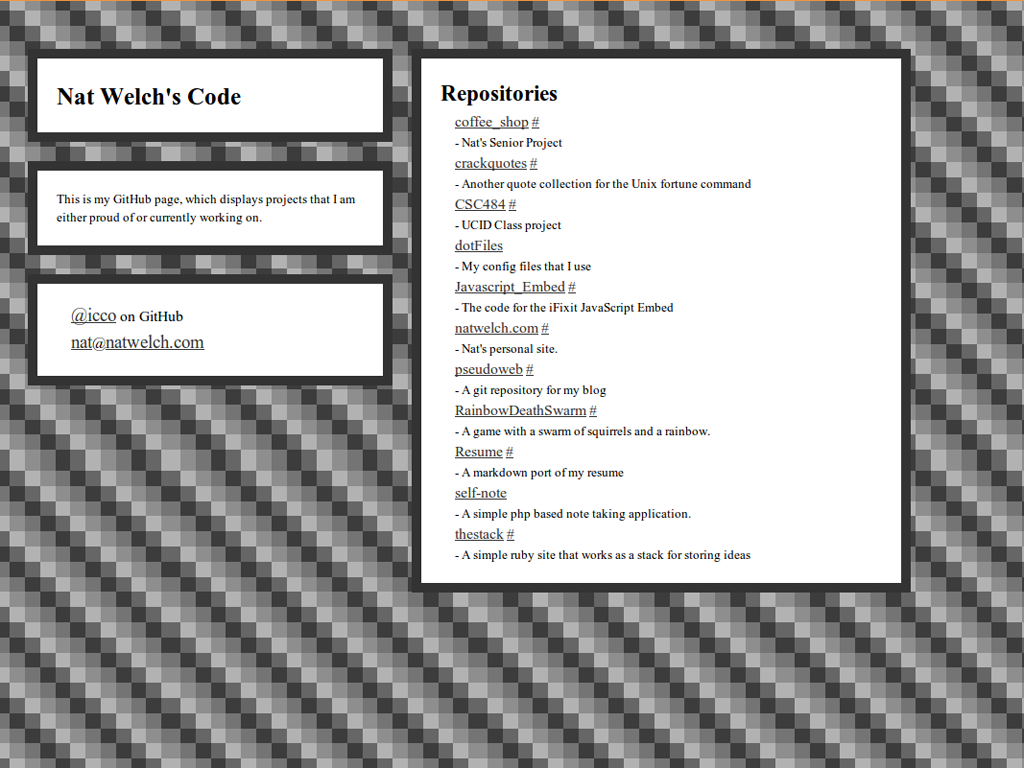 Nat Welch's Code
This is my GitHub page, which displays projects that I am
either proud of or currently working on.
@icco on GitHub
nat@natwelch.com
Repositories
coffee_shop #
- Nat's Senior Project
crackquotes #
- Another quote collection for the Unix fortune command
CSC484 #
- UCID Class project
dotFiles
- My config files that I use
Javascript_Embed #
- The code for the iFixit JavaScript Embed
natwelch.com #
- Nat's personal site.
pseudoweb #
- A git repository for my blog
RainbowDeathSwarm #
- A game with a swarm of squirrels and a rainbow.
Resume #
- A markdown port of my resume
self-note
- A simple php based note taking application.
thestack #
- A simple ruby site that works as a stack for storing ideas